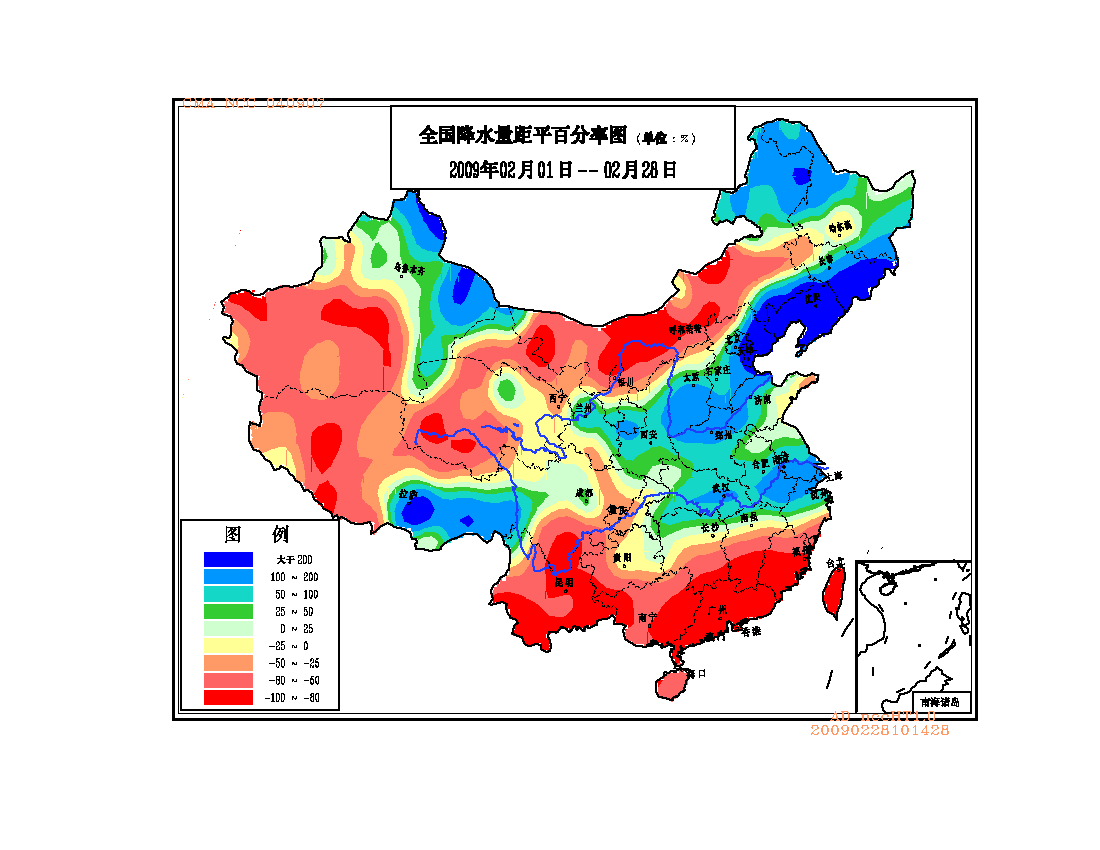 CMA NCC 040902
全国降水量距平百分率图 (单位:%)
2009年02月01日--02月28日
哈尔滨
长春
乌鲁木齐
沈阳
呼和浩特
北京
天津
银川
太原
石家庄
西宁
济南
兰州
西安
郑州
合肥
南京
上海
拉萨
成都
武汉
杭州
重庆
长沙
南昌
贵阳
福州
台北
昆明
南宁
广州
香港
澳门
海口
图 例
大于 200
100 ~ 200
50 ~ 100
25 ~ 50
0 ~ 25
-25 ~ 0
-50 ~ -25
-80 ~ -50
-100 ~ -80
南海诸岛
20090228101428